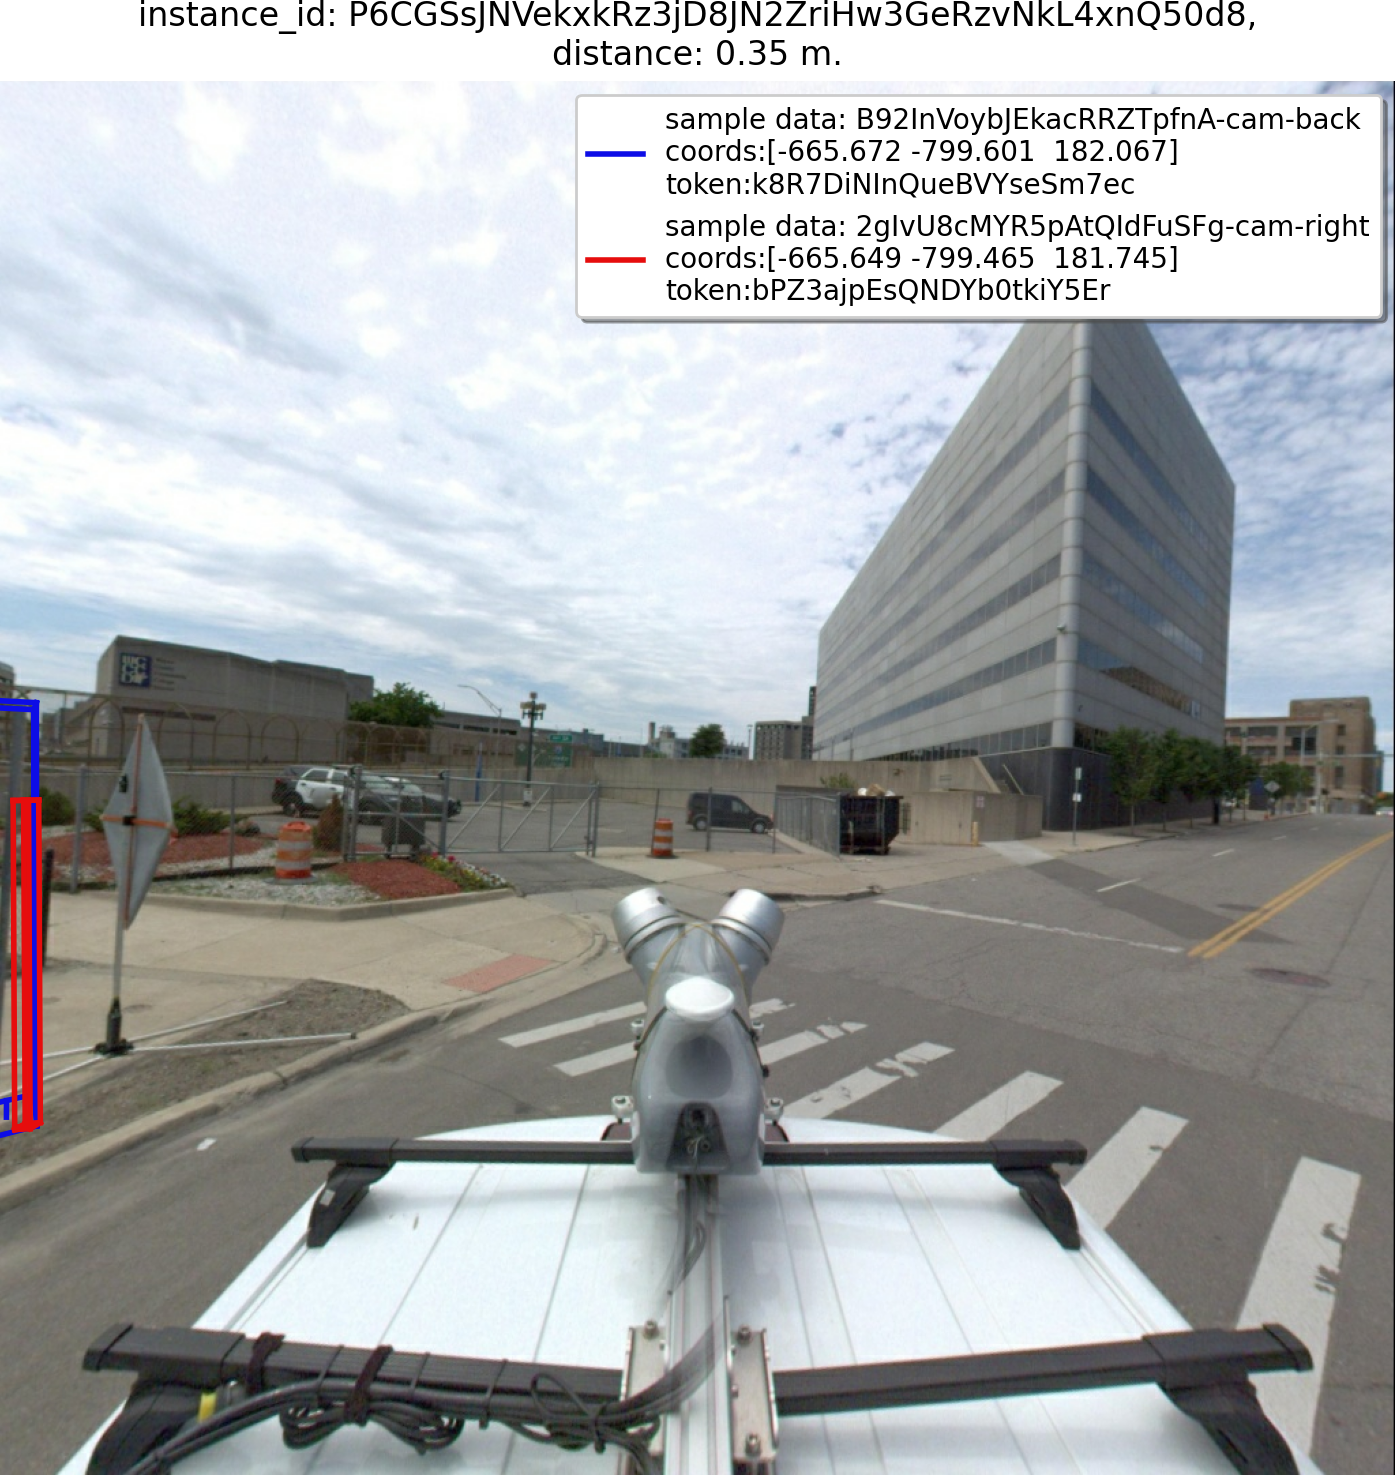 instance_id: P6CGSsJNVekxkRz3jD8JN2ZriHw3GeRzvNkL4xnQ50d8,
distance: 0.35 m.
sample data: B92InVoybJEkacRRZTpfnA-cam-back
coords:[-665.672 -799.601  182.067]
token:k8R7DiNInQueBVYseSm7ec
sample data: 2gIvU8cMYR5pAtQIdFuSFg-cam-right
coords:[-665.649 -799.465  181.745]
token:bPZ3ajpEsQNDYb0tkiY5Er